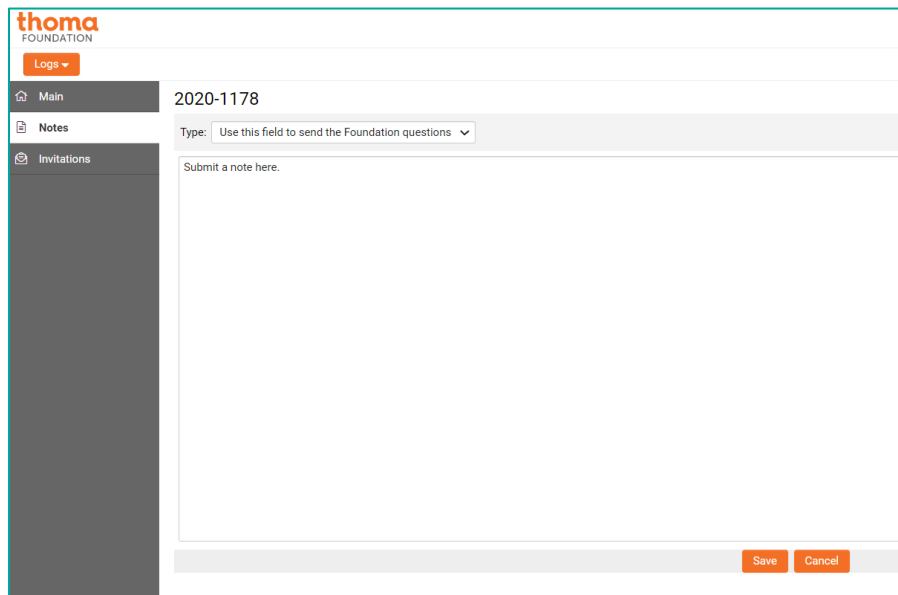 thoma
FOUNDATION
Logs
Main
2020-1178
Notes
Type: Use this field to send the Foundation questions
Invitations
Submit a note here.
Save Cancel